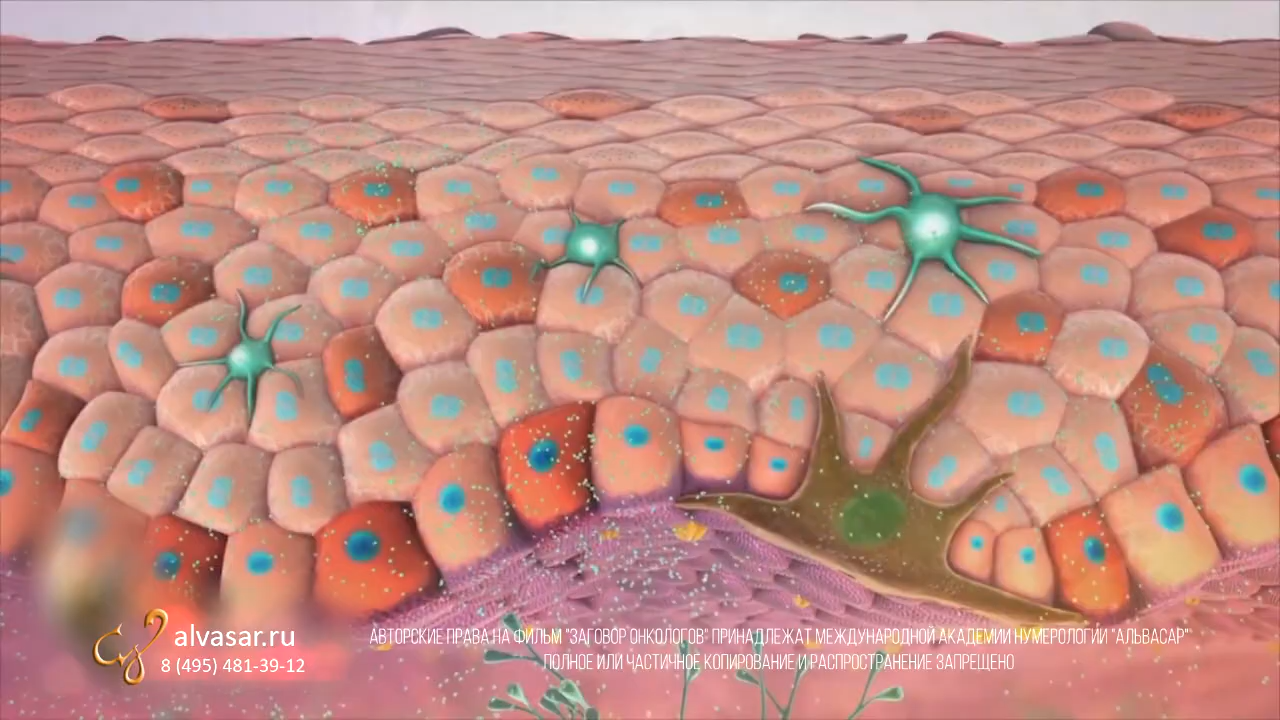 alvasar.ru
8 (495) 481-39-12
АВТОРСКИЕ ПРАВА НА ФИЛЬМ "ЗАГОВОР ОНКОЛОГОВ" ПРИНАДЛЕЖАТ МЕЖДУНАРОДНОЙ АКАДЕМИИ НУМЕРОЛОГИИ "АЛЬВАСАР"
ПОЛНОЕ ИЛИ ЧАСТИЧНОЕ КОПИРОВАНИЕ И РАСПРОСТРАНЕНИЕ ЗАПРЕЩЕНО